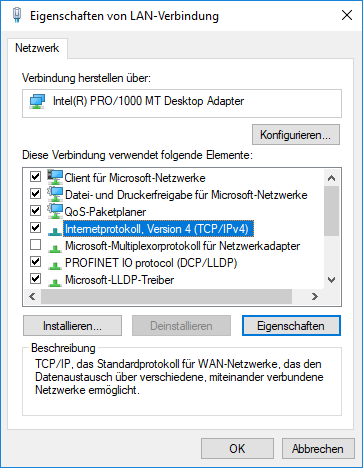 Eigenschaften von LAN-Verbindung
Netzwerk
Verbindung herstellen über:
Intel(R) PRO/1000 MT Desktop Adapter
Konfigurieren...
Diese Verbindung verwendet folgende Elemente:
Client für Microsoft-Netzwerke
Datei- und Druckerfreigabe für Microsoft-Netzwerke
QoS-Paketplaner
Internetprotokoll, Version 4 (TCP/IPv4)
Microsoft-Multiplexorprotokoll für Netzwerkadapter
PROFINET IO protocol (DCP/LLDP)
Microsoft-LLDP-Treiber
Installieren... Deinstallieren Eigenschaften
Beschreibung
TCP/IP, das Standardprotokoll für WAN-Netzwerke, das den
Datenaustausch über verschiedene, miteinander verbundene
Netzwerke ermöglicht.
OK Abbrechen